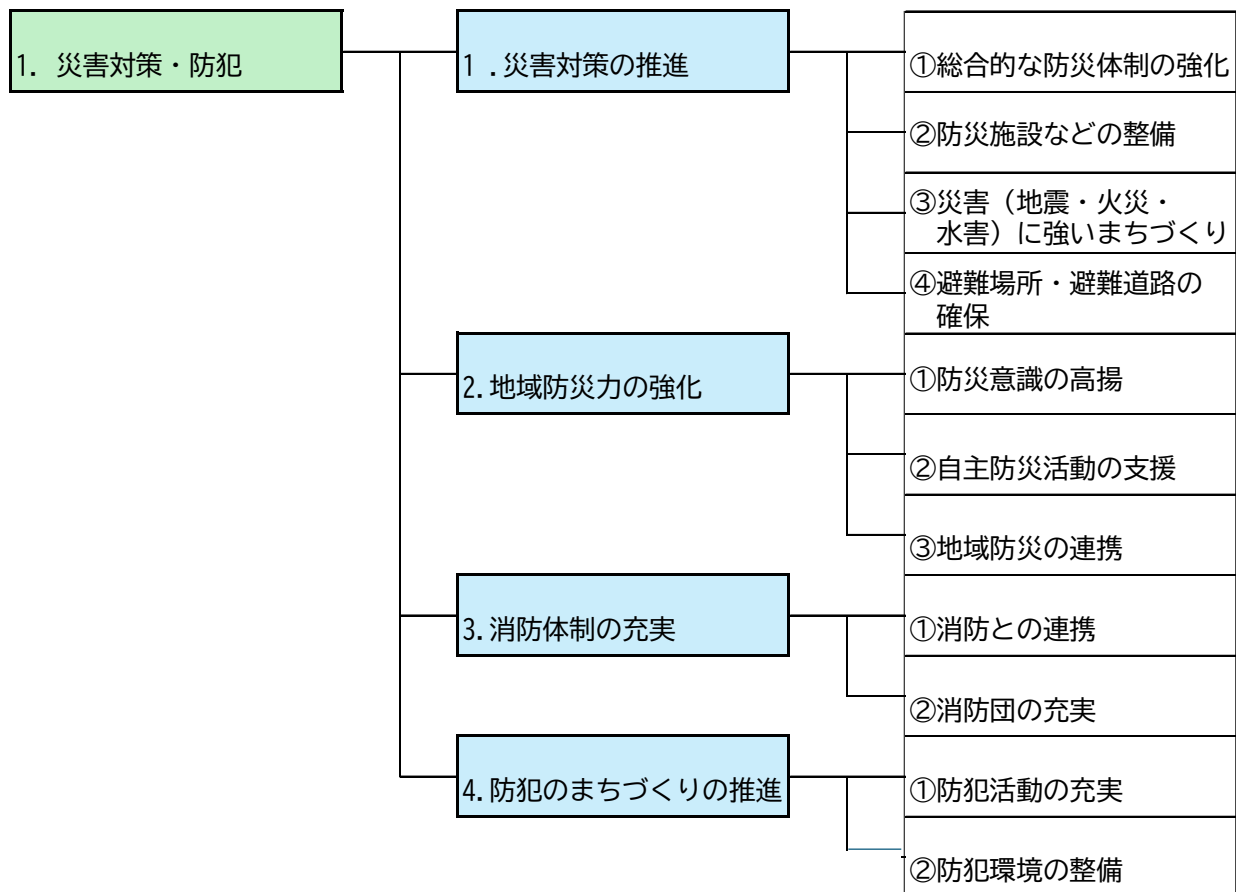 1. 災害対策・防犯
1 .災害対策の推進
①総合的な防災体制の強化
②防災施設などの整備
③災害（地震・火災・
水害）に強いまちづくり
④避難場所・避難道路の
確保
2.地域防災力の強化
①防災意識の高揚
②自主防災活動の支援
③地域防災の連携
3.消防体制の充実
①消防との連携
②消防団の充実
4.防犯のまちづくりの推進
①防犯活動の充実
②防犯環境の整備